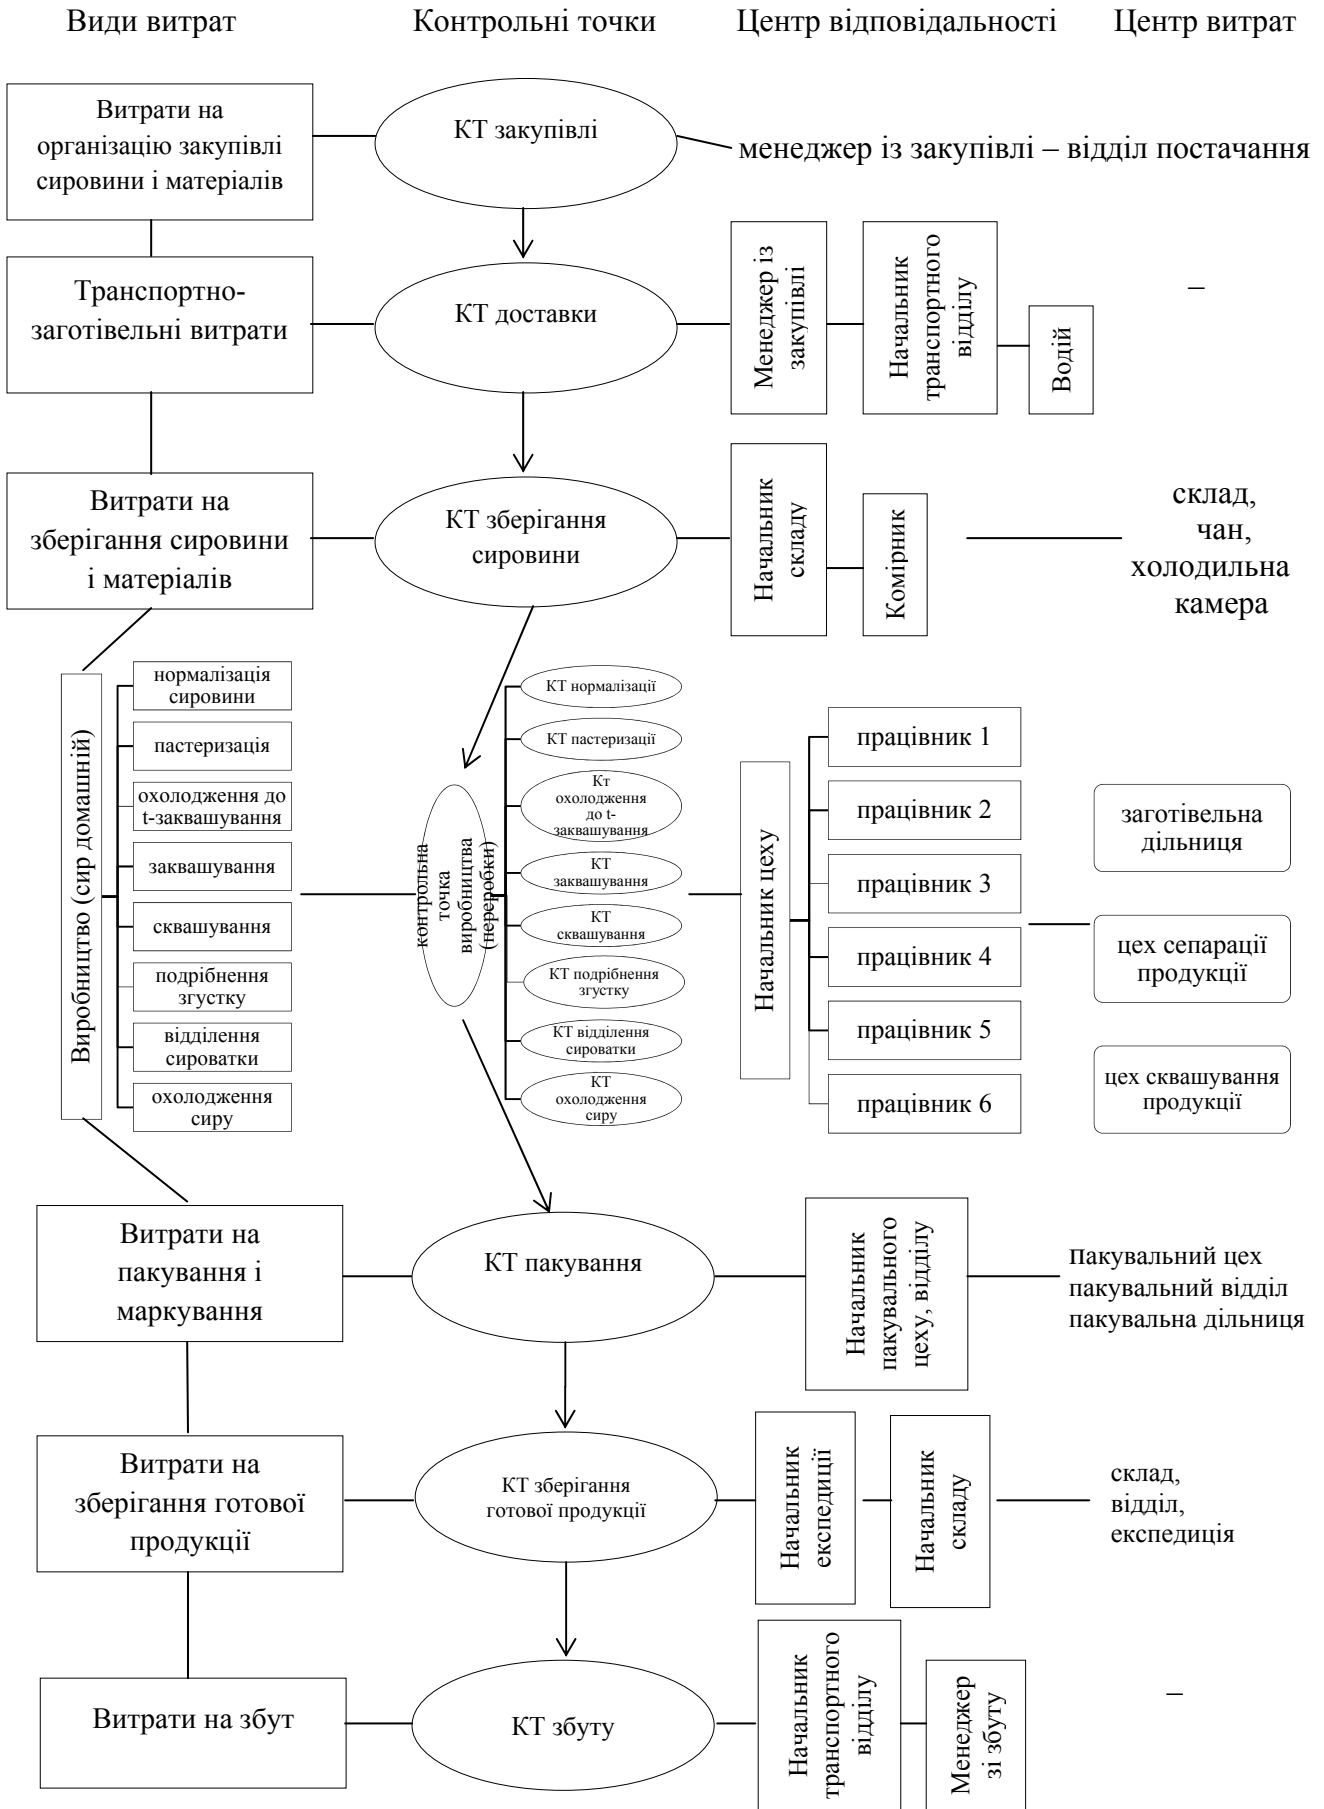 Види витрат
Контрольні точки
Центр відповідальності
Центр витрат
Витрати на
організацію закупівлі
сировини і матеріалів
КТ закупівлі
менеджер із закупівлі – відділ постачання
Транспортно-
заготівельні витрати
КТ доставки
Менеджер із
закупівлі
Начальник
транспортного
відділу
Водій
–
Витрати на
зберігання сировини
і матеріалів
КТ зберігання
сировини
Начальник
складу
Комірник
склад,
чан,
холодильна
камера
Виробництво (сир домашній)
нормалізація
сировини
пастеризація
охолодження до
t-заквашування
заквашування
сквашування
подрібнення
згустку
відділення
сироватки
охолодження
сиру
контрольна
точка
виробництва
(переробки)
КТ нормалізації
КТ пастеризації
Кт
охолодження
до t-
заквашування
КТ
заквашування
КТ
сквашування
КТ подрібнення
згустку
КТ відділення
сироватки
КТ
охолодження
сиру
Начальник цеху
працівник 1
працівник 2
працівник 3
працівник 4
працівник 5
працівник 6
заготівельна
дільниця
цех сепарації
продукції
цех сквашування
продукції
Витрати на
пакування і
маркування
КТ пакування
Начальник
пакувального
цеху, відділу
пакувальний цех
пакувальний відділ
пакувальна дільниця
Витрати на
зберігання готової
продукції
КТ зберігання
готової продукції
Начальник
експедиції
Начальник
складу
склад,
відділ,
експедиція
Витрати на збут
КТ збуту
Начальник
транспортного
відділу
Менеджер
зі збуту
–